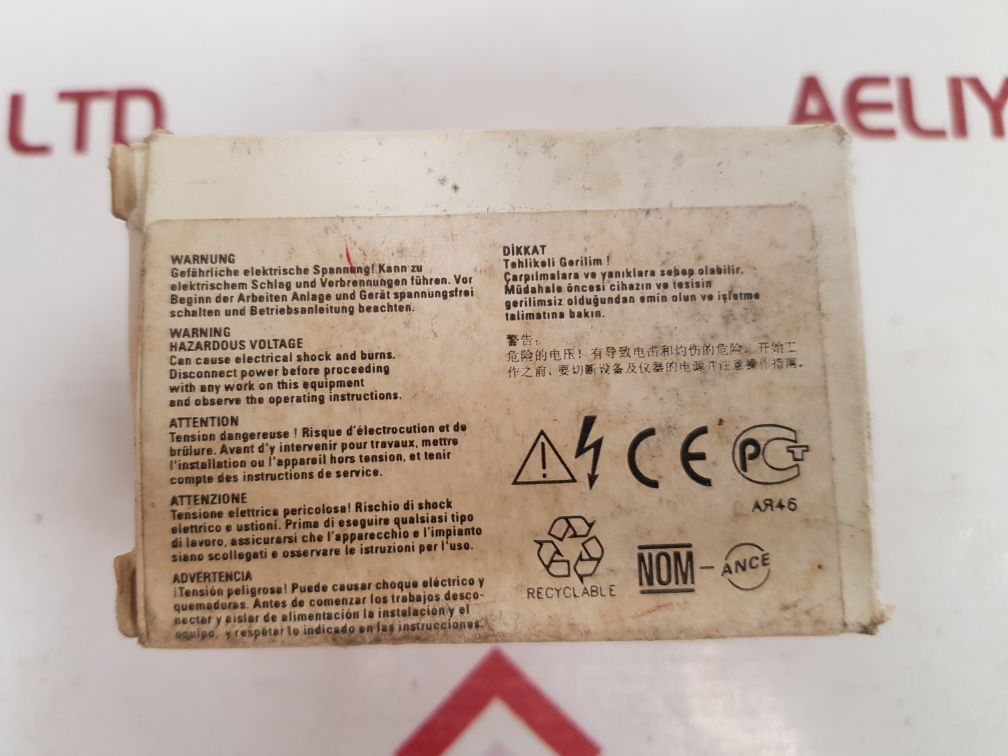 LTD
AELIY
WARNUNG
Gefährliche elektrische Spannung! Kann zu
elektrischem Schlag und Verbrennungen führen. Vor
Beginn der Arbeiten Anlage und Gerät spannungsfrei
schalten und Betriebsanleitung beachten.
WARNING
HAZARDOUS VOLTAGE
Can cause electrical shock and burns.
Disconnect power before proceeding
with any work on this equipment
and observe the operating instructions.
ATTENTION
Tension dangereuse ! Risque d'électrocution et de
brûlure. Avant d'y intervenir pour travaux, mettre
l'installation ou l'appareil hors tension, et tenir
compte des instructions de service.
ATTENZIONE
Tensione elettrica pericolosa! Rischio di shock
elettrico e ustioni. Prima di eseguire qualsiasi tipo
di lavoro, assicurarsi che l'apparecchio e l'impianto
siano scollegati e osservare le istruzioni per l'uso.
ADVERTENCIA
¡Tensión peligrosa! Puede causar choque eléctrico y
quemaduras. Antes de comenzar los trabajos desco-
nectar y aislar de alimentación la instalación y el
equipo, y respetar lo indicado en las instrucciones.
DİKKAT
Tehlikeli Gerilim !
Çarpılmalara ve yanıklara sebep olabilir.
Müdahale öncesi cihazın ve tesisin
gerilimsiz olduğundan emin olun ve işletme
talimatına bakın.
警告:
危险的电压! 有导致电击和灼伤的危险。开始工
作之前, 要切断设备及仪器的电源并注意操作指南。
CE
РСТ
АЯ46
RECYCLABLE
NOM - ANCE